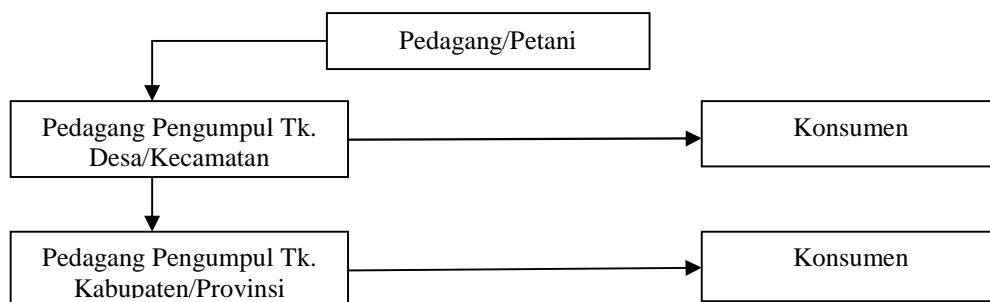 Pedagang/Petani
Pedagang Pengumpul Tk.
Desa/Kecamatan
Konsumen
Pedagang Pengumpul Tk.
Kabupaten/Provinsi
Konsumen